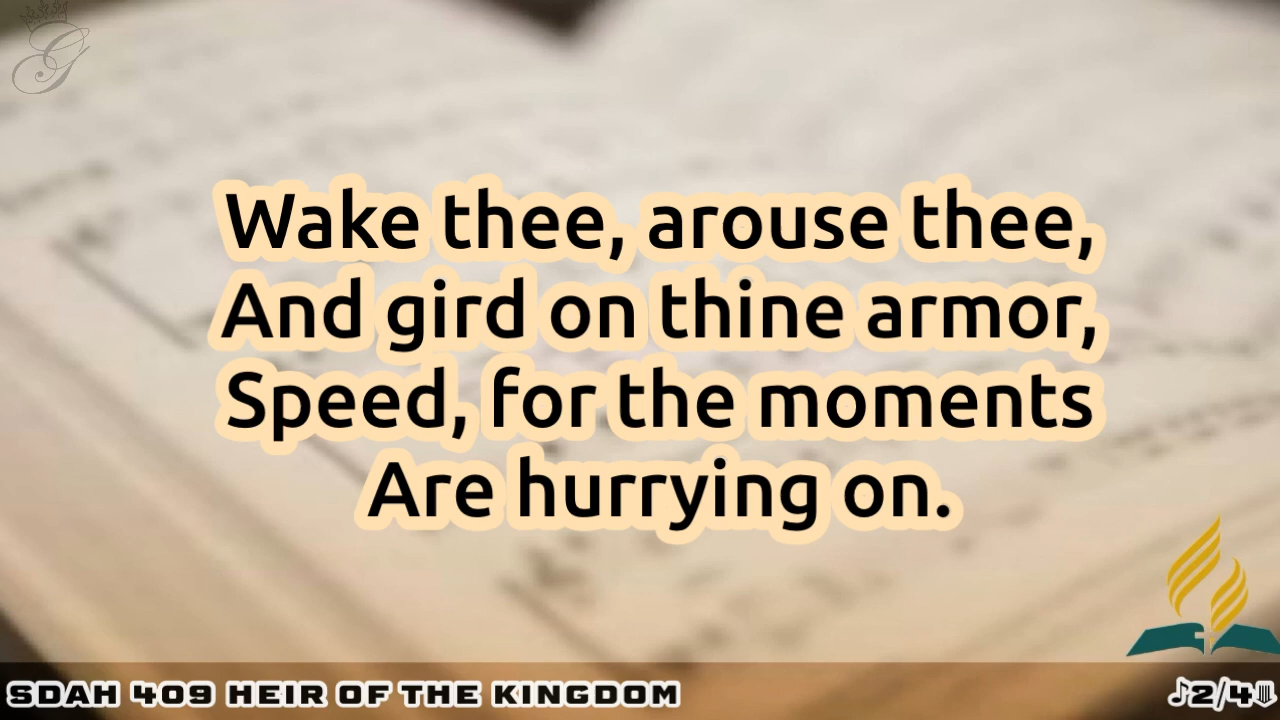 G
Wake thee, arouse thee,
And gird on thine armor,
Speed, for the moments
Are hurrying on.
SDAH 409 HEIR OF THE KINGDOM
♪2/4